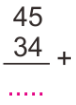 45
34 +
.....